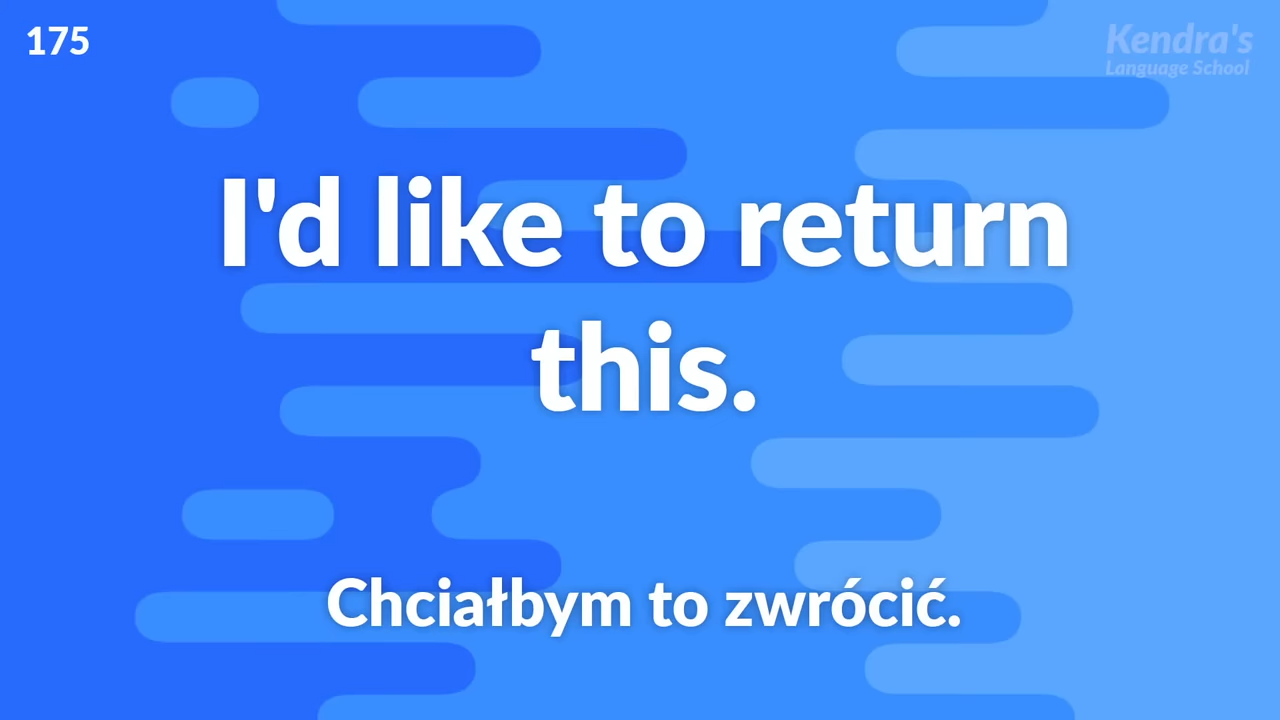 175
Kendra's
Language School
I'd like to return
this.
Chciałbym to zwrócić.